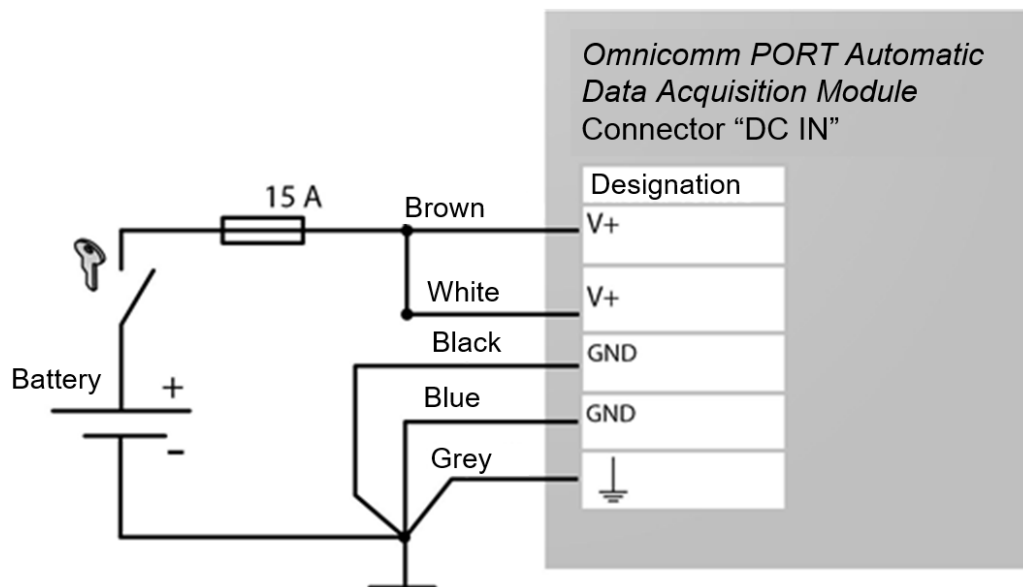 Omnicomm PORT Automatic
Data Acquisition Module
Connector “DC IN”
Designation
15 A
Brown
V+
White
V+
Black
GND
Battery
+
Blue
GND
-
Grey